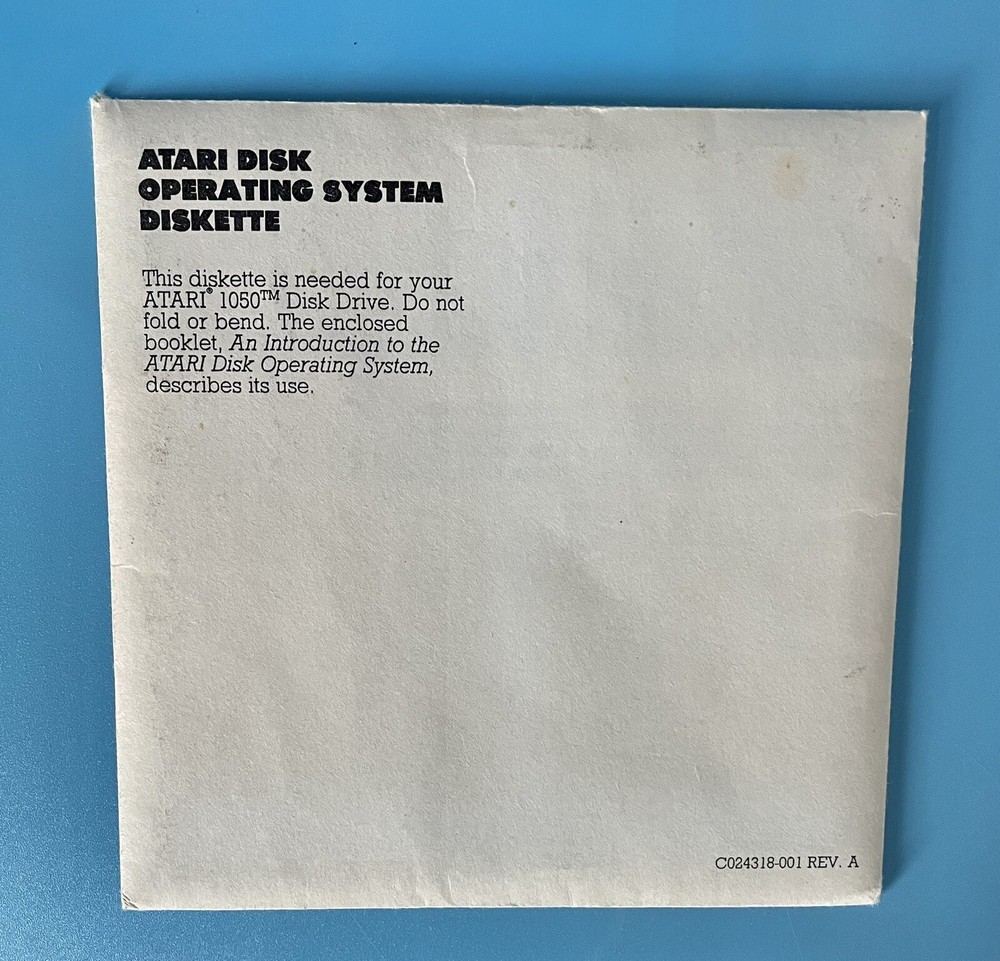 ATARI DISK
OPERATING SYSTEM
DISKETTE
This diskette is needed for your
ATARI® 1050™ Disk Drive. Do not
fold or bend. The enclosed
booklet, An Introduction to the
ATARI Disk Operating System,
describes its use.
C024318-001 REV. A